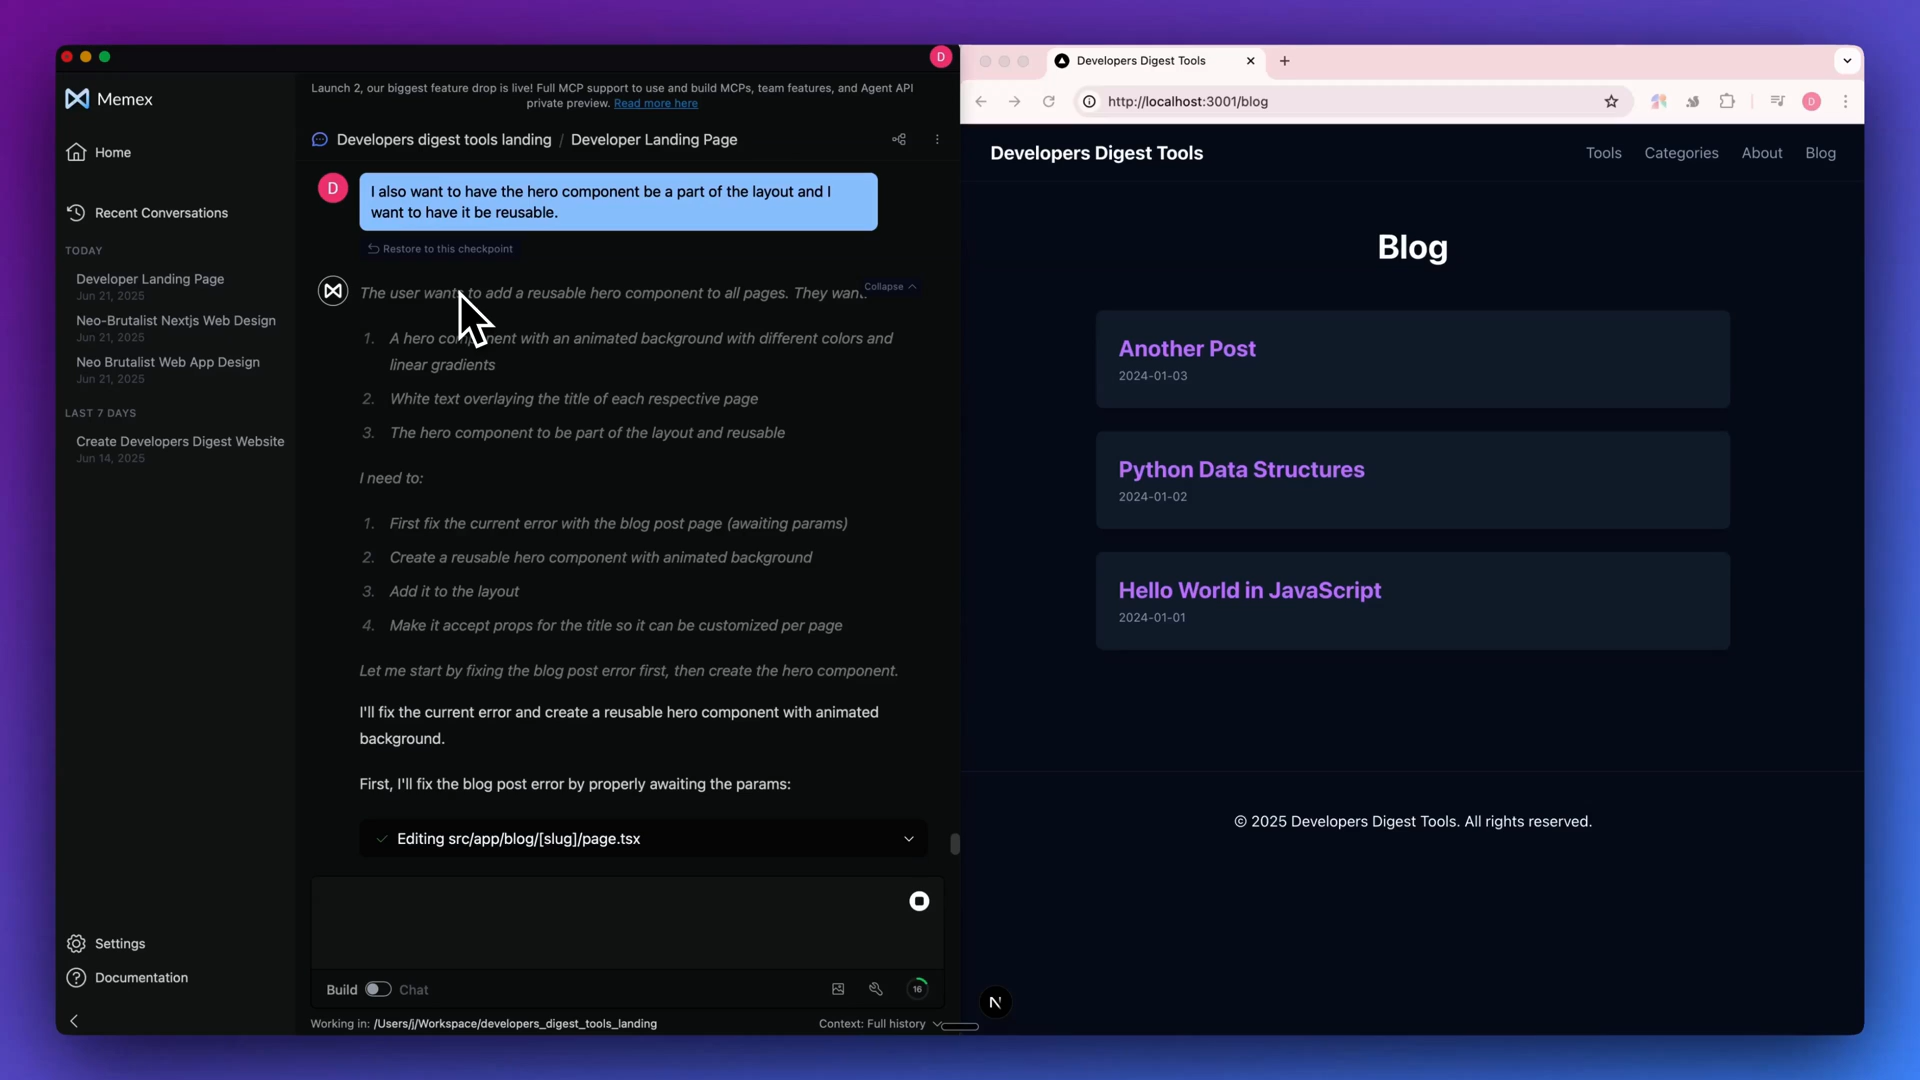 D
Memex
Home
Recent Conversations
TODAY
Developer Landing Page
Jun 21, 2025
Neo-Brutalist Nextjs Web Design
Jun 21, 2025
Neo Brutalist Web App Design
Jun 21, 2025
LAST 7 DAYS
Create Developers Digest Website
Jun 14, 2025
Settings
Documentation
Launch 2, our biggest feature drop is live! Full MCP support to use and build MCPs, team features, and Agent API
private preview. Read more here
Developers digest tools landing / Developer Landing Page
D
I also want to have the hero component be a part of the layout and I
want to have it be reusable.
Restore to this checkpoint
The user wants to add a reusable hero component to all pages. They want:
Collapse
1. A hero component with an animated background with different colors and
linear gradients
2. White text overlaying the title of each respective page
3. The hero component to be part of the layout and reusable
I need to:
1. First fix the current error with the blog post page (awaiting params)
2. Create a reusable hero component with animated background
3. Add it to the layout
4. Make it accept props for the title so it can be customized per page
Let me start by fixing the blog post error first, then create the hero component.
I'll fix the current error and create a reusable hero component with animated
background.
First, I'll fix the blog post error by properly awaiting the params:
Editing src/app/blog/[slug]/page.tsx
Build
Chat
16
Working in: /Users/j/Workspace/developers_digest_tools_landing
Context: Full history
Developers Digest Tools
http://localhost:3001/blog
D
Developers Digest Tools
Tools
Categories
About
Blog
Blog
Another Post
2024-01-03
Python Data Structures
2024-01-02
Hello World in JavaScript
2024-01-01
© 2025 Developers Digest Tools. All rights reserved.
N